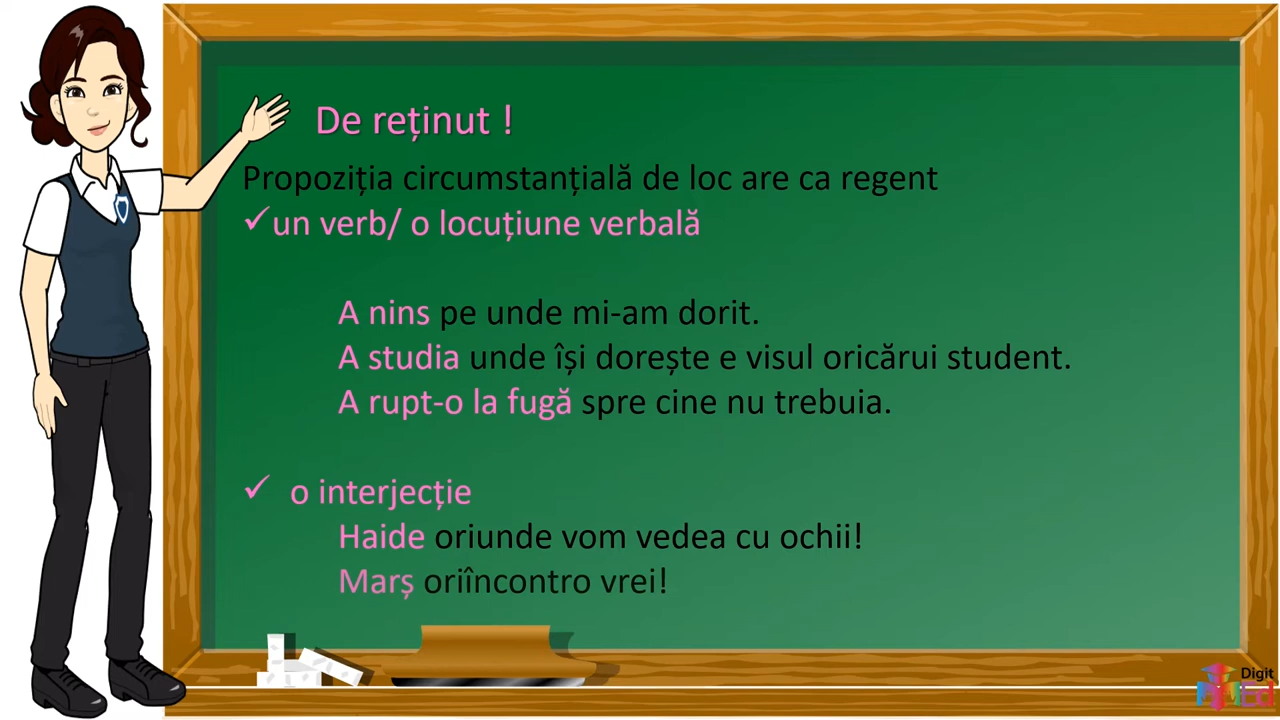 De reținut !
Propoziția circumstanțială de loc are ca regent
✓un verb/ o locuțiune verbală
A nins pe unde mi-am dorit.
A studia unde își dorește e visul oricărui student.
A rupt-o la fugă spre cine nu trebuia.
✓ o interjecție
Haide oriunde vom vedea cu ochii!
Marș oriîncontro vrei!
Digit